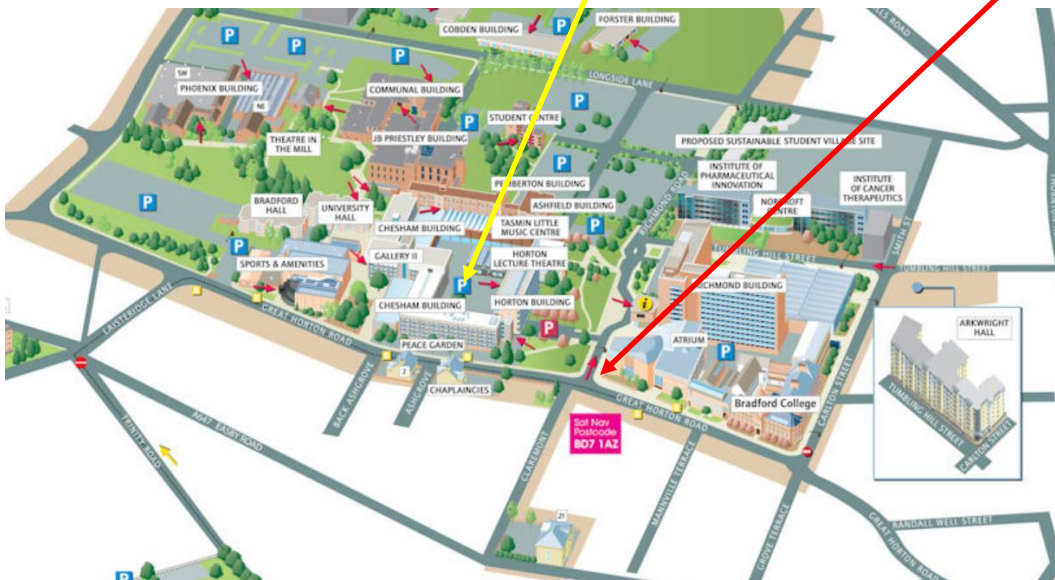 P
COBDEN BUILDING
P
FORSTER BUILDING
P
P
SW
PHOENIX BUILDING
NE
COMMUNAL BUILDING
LONGSIDE LANE
P
P
STUDENT CENTRE
THEATRE IN
THE MILL
JB PRIESTLEY BUILDING
PROPOSED SUSTAINABLE STUDENT VILLAGE SITE
P
PEMBERTON BUILDING
INSTITUTE OF
PHARMACEUTICAL
INNOVATION
INSTITUTE
OF CANCER
THERAPEUTICS
P
BRADFORD
HALL
UNIVERSITY
HALL
ASHFIELD BUILDING
RICHMOND ROAD
NORCROFT
CENTRE
SMITH ST
CHESHAM BUILDING
TASMIN LITTLE
MUSIC CENTRE
P
P
SPORTS & AMENITIES
GALLERY II
HORTON
LECTURE THEATRE
TUMBLING HILL STREET
TUMBLING HILL STREET
P
RICHMOND BUILDING
LAISTERIDGE LANE
CHESHAM BUILDING
HORTON BUILDING
i
GREAT HORTON ROAD
P
ATRIUM
ARKWRIGHT
HALL
PEACE GARDEN
P
2
CHAPLAINCIES
BACK ASHGROVE
ASHGROVE
GREAT HORTON ROAD
Bradford College
CARLTON STREET
TUMBLING HILL STREET
CARLTON STREET
TRINITY ROAD
A647 EASBY ROAD
Sat Nav
Postcode
BD7 1AZ
CLAREMONT
MANNVILLE TERRACE
GROVE TERRACE
21
RANDALL WELL STREET
GREAT HORTON ROAD
P